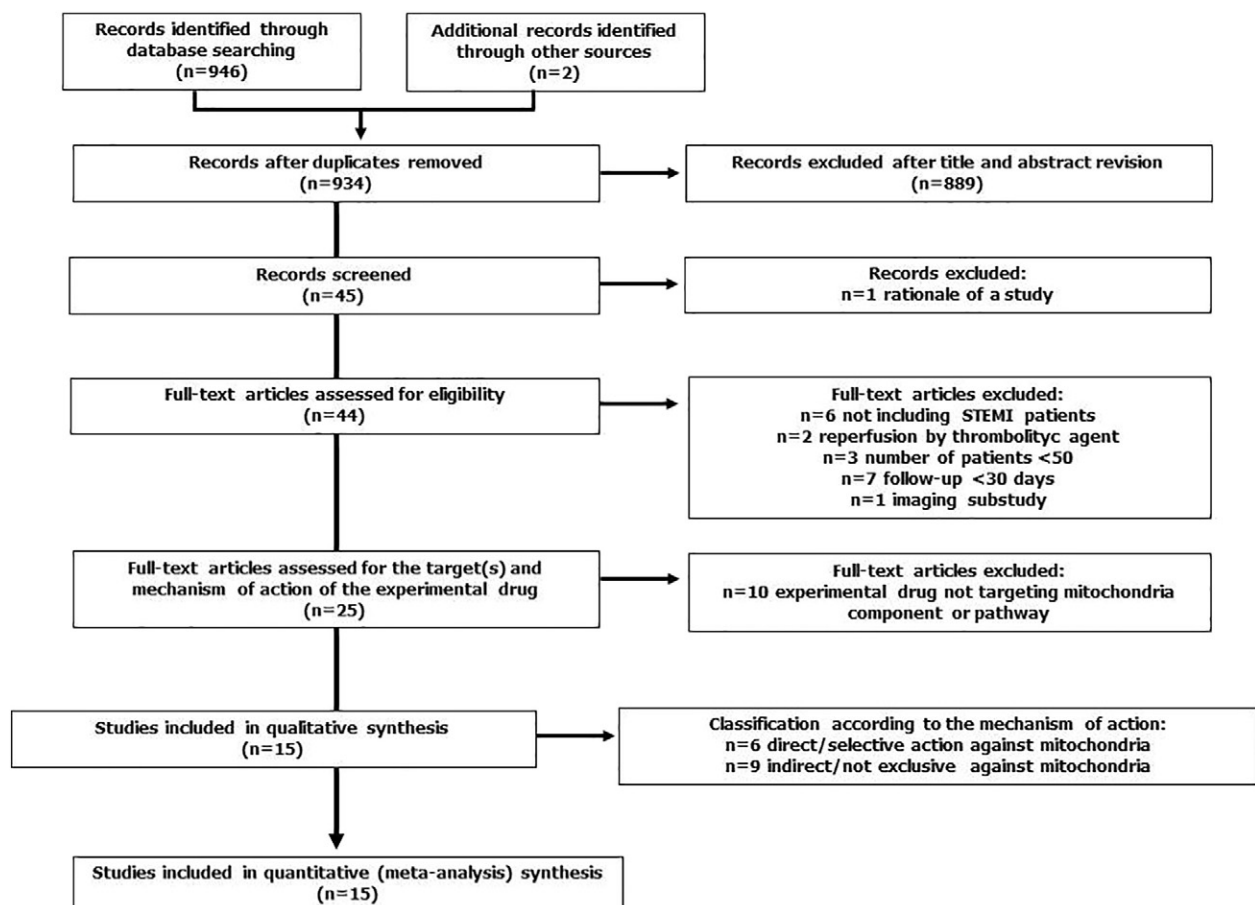 Records identified through
database searching
(n=946)
Additional records identified
through other sources
(n=2)
Records after duplicates removed
(n=934)
Records excluded after title and abstract revision
(n=889)
Records screened
(n=45)
Records excluded:
n=1 rationale of a study
Full-text articles assessed for eligibility
(n=44)
Full-text articles excluded:
n=6 not including STEMI patients
n=2 reperfusion by thrombolityc agent
n=3 number of patients <50
n=7 follow-up <30 days
n=1 imaging substudy
Full-text articles assessed for the target(s) and
mechanism of action of the experimental drug
(n=25)
Full-text articles excluded:
n=10 experimental drug not targeting mitochondria
component or pathway
Studies included in qualitative synthesis
(n=15)
Classification according to the mechanism of action:
n=6 direct/selective action against mitochondria
n=9 indirect/not exclusive against mitochondria
Studies included in quantitative (meta-analysis) synthesis
(n=15)